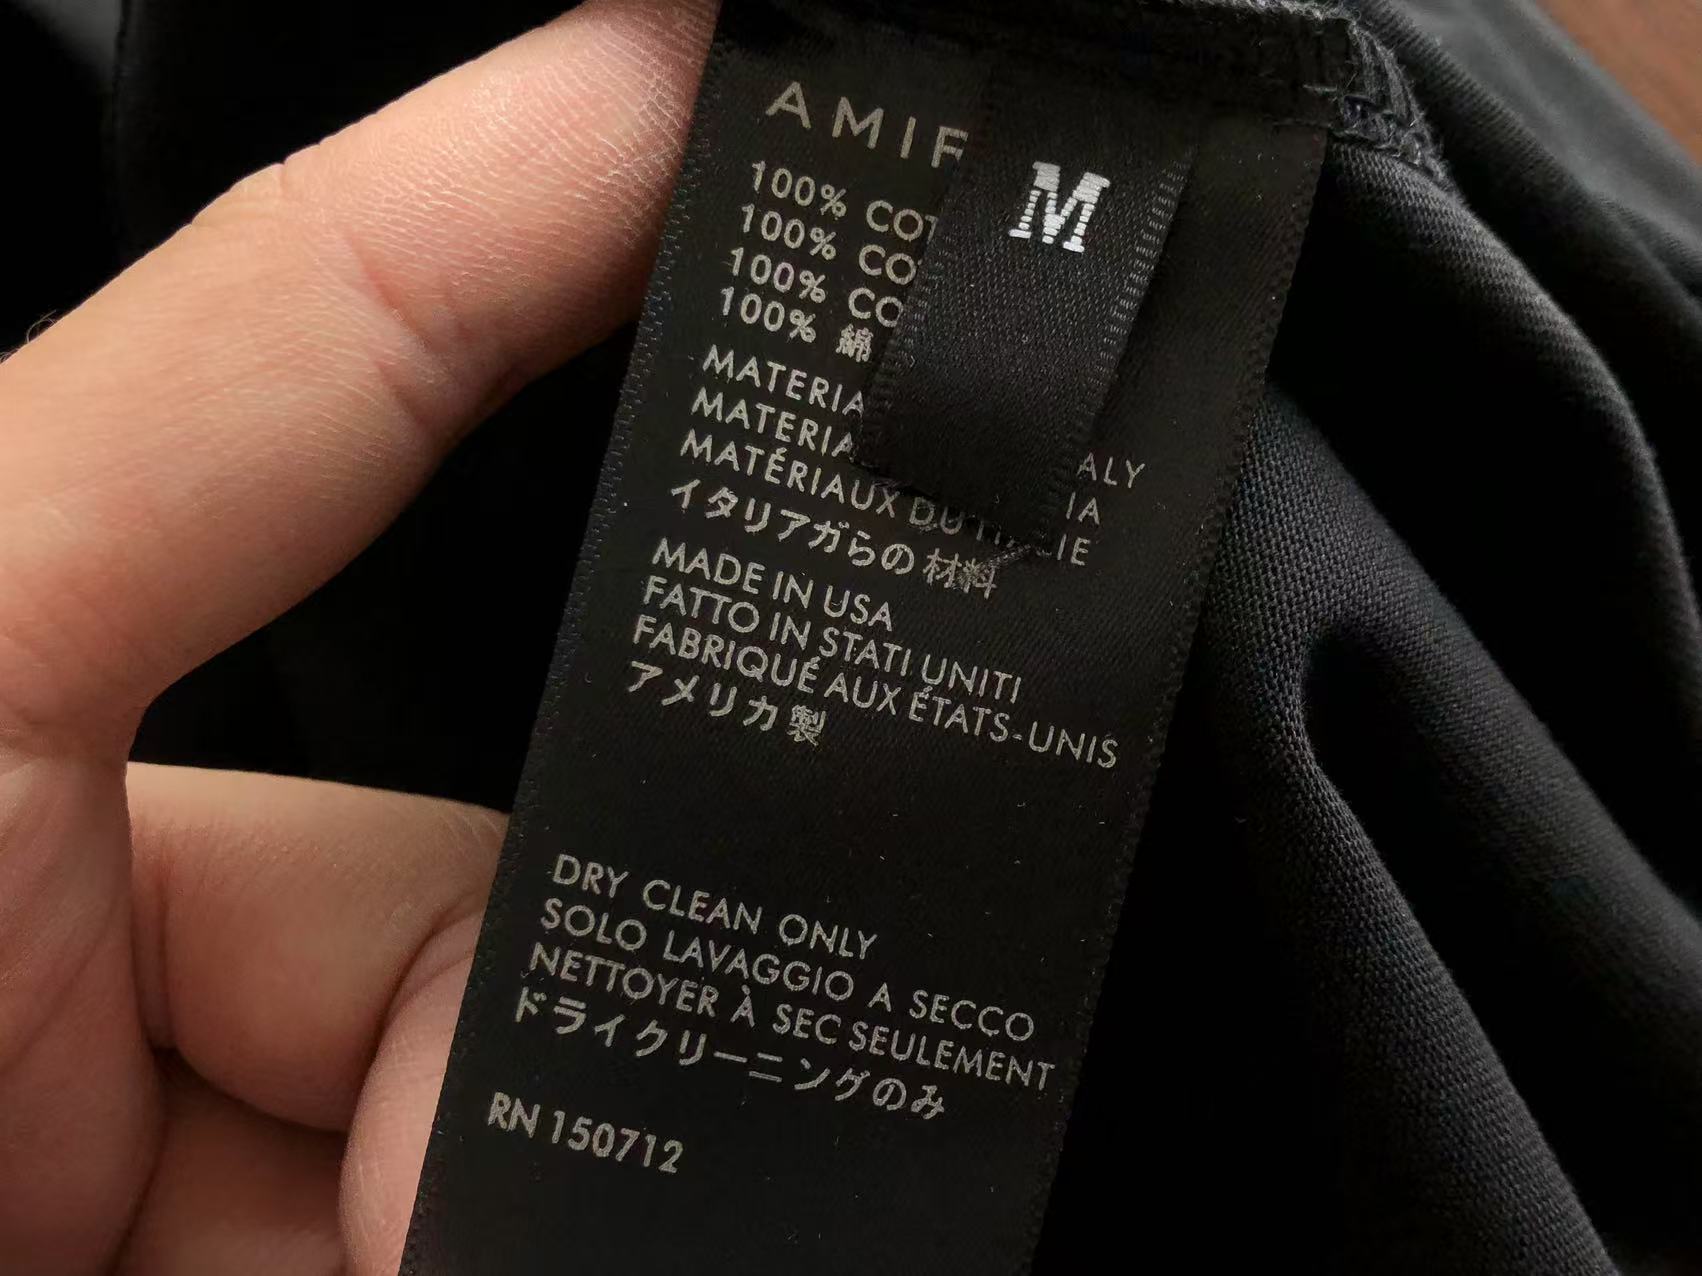 AMIF
M
100% COT
100% CO
100% CO
100% 綿
MATERIA ALY
MATERIA IA
MATÉRIAUX DU IE
イタリアガらの材料
MADE IN USA
FATTO IN STATI UNITI
FABRIQUÉ AUX ÉTATS-UNIS
アメリカ製
DRY CLEAN ONLY
SOLO LAVAGGIO A SECCO
NETTOYER À SEC SEULEMENT
ドライクリーニングのみ
RN 150712